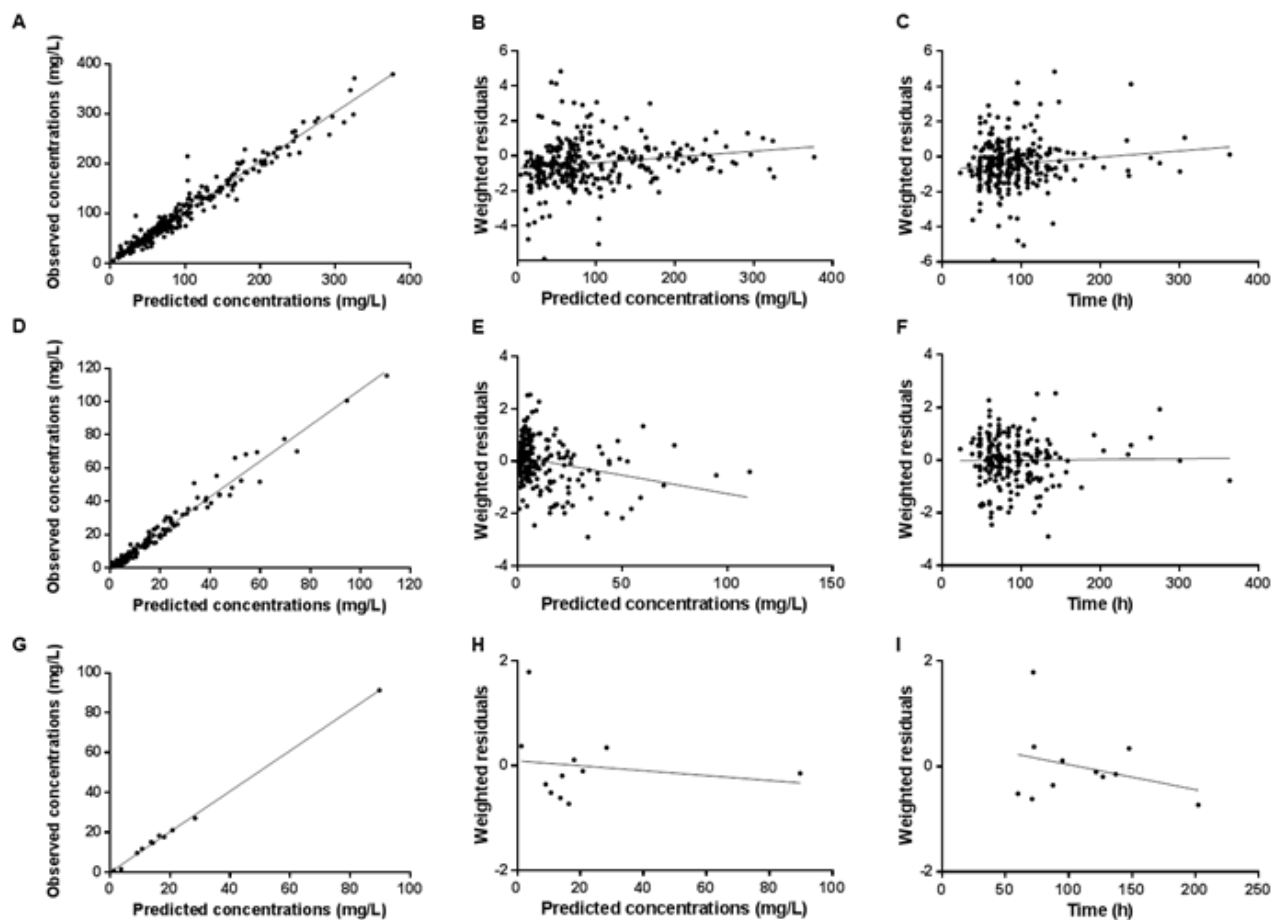 A
Observed concentrations (mg/L)
400
300
200
100
0
0 100 200 300 400
Predicted concentrations (mg/L)
B
Weighted residuals
6
4
2
0
-2
-4
0 100 200 300 400
Predicted concentrations (mg/L)
C
Weighted residuals
6
4
2
0
-2
-4
-6
0 100 200 300 400
Time (h)
D
Observed concentrations (mg/L)
120
100
80
60
40
20
0
0 20 40 60 80 100 120
Predicted concentrations (mg/L)
E
Weighted residuals
4
2
0
-2
-4
0 50 100 150
Predicted concentrations (mg/L)
F
Weighted residuals
4
2
0
-2
-4
0 100 200 300 400
Time (h)
G
Observed concentrations (mg/L)
100
80
60
40
20
0
0 20 40 60 80 100
Predicted concentrations (mg/L)
H
Weighted residuals
2
0
-2
0 20 40 60 80 100
Predicted concentrations (mg/L)
I
Weighted residuals
2
0
-2
0 50 100 150 200 250
Time (h)